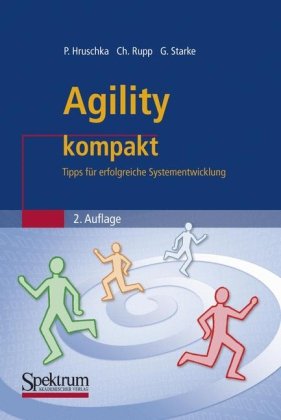 P. Hruschka Ch. Rupp G. Starke
Agility
kompakt
Tipps für erfolgreiche Systementwicklung
2. Auflage
Spektrum
AKADEMISCHER VERLAG